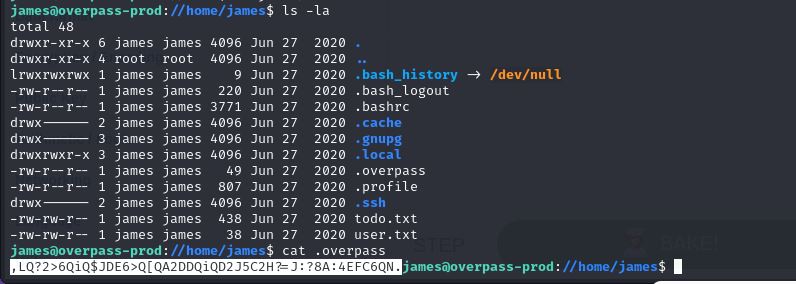 james@overpass-prod://home/james$ ls -la
total 48
drwxr-xr-x 6 james james 4096 Jun 27  2020 .
drwxr-xr-x 4 root  root  4096 Jun 27  2020 ..
lrwxrwxrwx 1 james james    9 Jun 27  2020 .bash_history -> /dev/null
-rw-r--r-- 1 james james  220 Jun 27  2020 .bash_logout
-rw-r--r-- 1 james james 3771 Jun 27  2020 .bashrc
drwx------ 2 james james 4096 Jun 27  2020 .cache
drwx------ 3 james james 4096 Jun 27  2020 .gnupg
drwxrwxr-x 3 james james 4096 Jun 27  2020 .local
-rw-r--r-- 1 james james   49 Jun 27  2020 .overpass
-rw-r--r-- 1 james james  807 Jun 27  2020 .profile
drwx------ 2 james james 4096 Jun 27  2020 .ssh
-rw-rw-r-- 1 james james  438 Jun 27  2020 todo.txt
-rw-rw-r-- 1 james james   38 Jun 27  2020 user.txt
james@overpass-prod://home/james$ cat .overpass
,LQ?2>6QiQ$JDE6>Q[QA2DDQiQD2J5C2H?=J:?8A:4EFC6QN.james@overpass-prod://home/james$
STEP
BAKE!